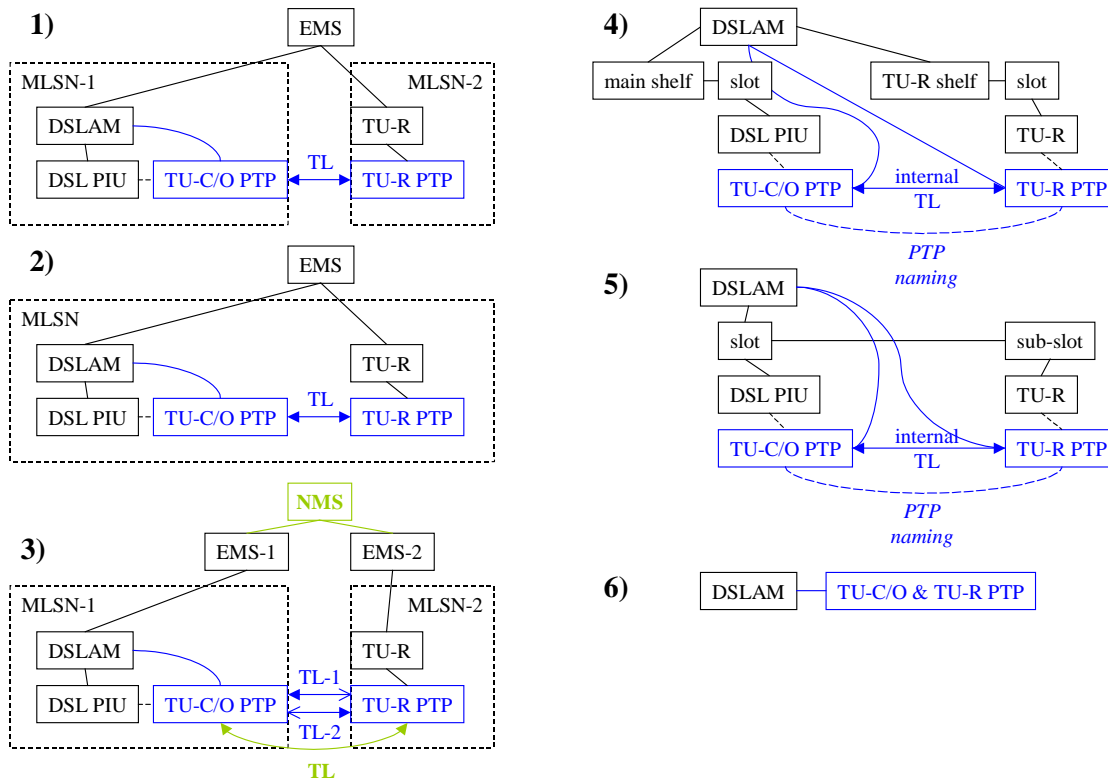 1)
EMS
MLSN-1
MLSN-2
DSLAM
TU-R
DSL PIU
TU-C/O PTP
TL
TU-R PTP
2)
EMS
MLSN
DSLAM
TU-R
DSL PIU
TU-C/O PTP
TL
TU-R PTP
NMS
3)
EMS-1
EMS-2
MLSN-1
MLSN-2
DSLAM
TU-R
TL-1
DSL PIU
TU-C/O PTP
TU-R PTP
TL-2
TL
4)
DSLAM
main shelf
slot
TU-R shelf
slot
DSL PIU
TU-R
TU-C/O PTP
internal
TL
TU-R PTP
PTP
naming
5)
DSLAM
slot
sub-slot
DSL PIU
TU-R
TU-C/O PTP
internal
TL
TU-R PTP
PTP
naming
6)
DSLAM
TU-C/O & TU-R PTP